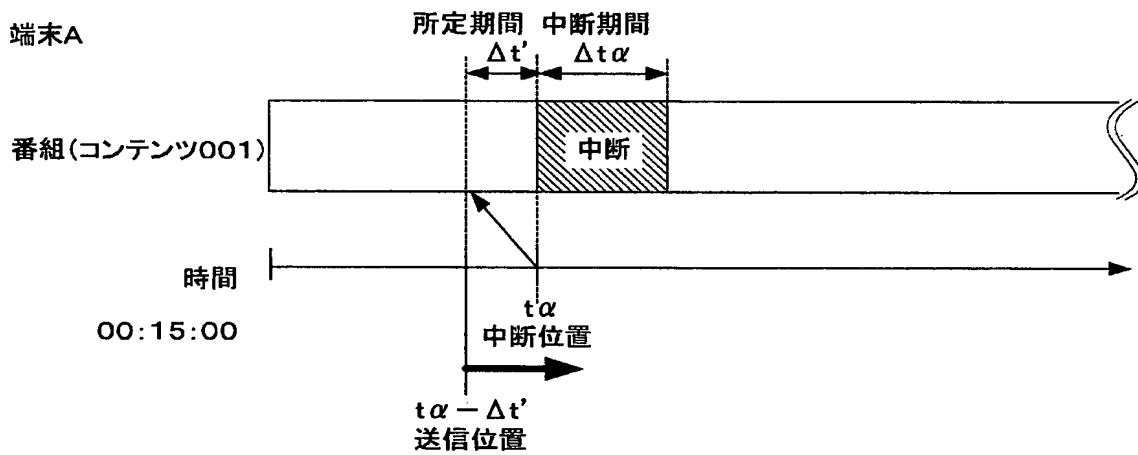 端末A
所定期間 中断期間
Δt' Δtα
番組(コンテンツ001)
中断
時間
tα
00:15:00
中断位置
tα－Δt'
送信位置